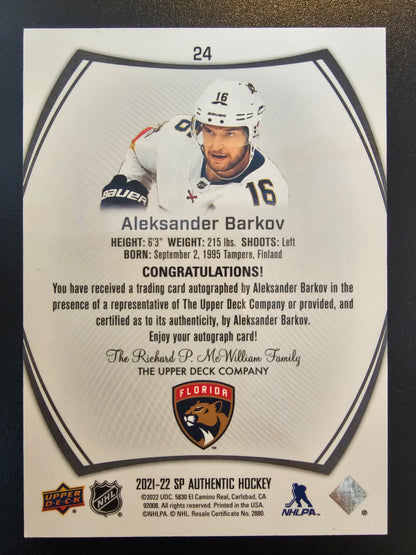 24
16
16
BAUER
BAUER
Aleksander Barkov
HEIGHT: 6'3" WEIGHT: 215 lbs. SHOOTS: Left
BORN: September 2, 1995 Tampere, Finland
CONGRATULATIONS!
You have received a trading card autographed by Aleksander Barkov in the
presence of a representative of The Upper Deck Company or provided, and
certified as to its authenticity, by Aleksander Barkov.
Enjoy your autograph card!
The Richard P. McWilliam Family
THE UPPER DECK COMPANY
FLORIDA
™
2021-22 SP AUTHENTIC HOCKEY
©2022 UDC. 5830 El Camino Real, Carlsbad, CA
92008. All rights reserved. Printed in the USA.
©NHLPA. © NHL. Resale Certificate No. 2880.
UPPER
DECK
NHL
NHLPA
®